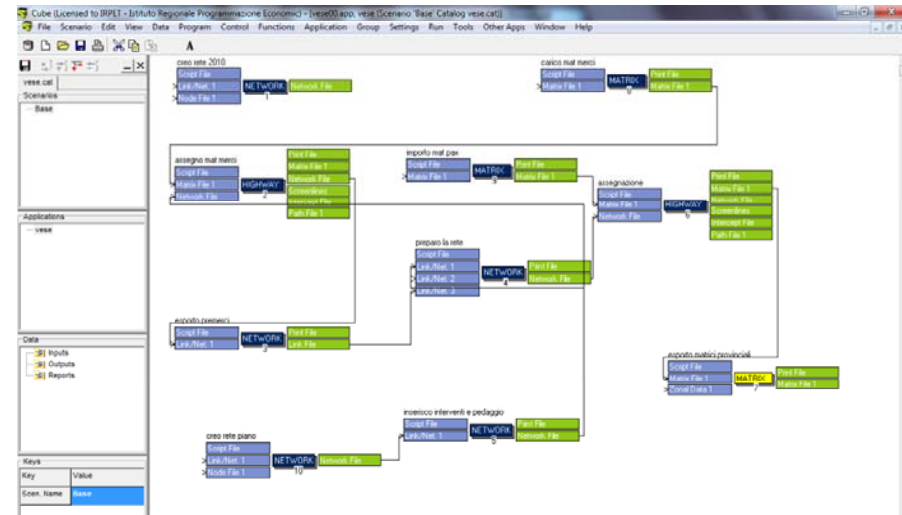 Cube (Licensed to IRPET - Istituto Regionale Programmazione Economic) - [vese00.app, vese (Scenario 'Base' Catalog vese.cat)]
File Scenario Edit View Data Program Control Functions Application Group Settings Run Tools Other Apps Window Help
vese.cat
Scenarios
Base
Applications
vese
Data
Inputs
Outputs
Reports
Keys
Key Value
Scen. Name Base
creo rete 2010
Script File
Link/Net. 1 NETWORK Network File
Node File 1 1
carico mat merci
Script File Print File
Matrix File 1 MATRIX Matrix File 1
assegno mat merci
Script File
Matrix File 1 HIGHWAY
Network File 2
Print File
Matrix File 1
Network File
Screenlines
Intercept File
Path File 1
importo mat pax
Script File Print File
Matrix File 1 MATRIX Matrix File 1
assegnazione
Script File
Matrix File 1 HIGHWAY
Network File 6
Print File
Matrix File 1
Network File
Screenlines
Intercept File
Path File 1
preparo la rete
Script File
Link/Net. 1
Link/Net. 2 NETWORK Print File
Link/Net. 3 4 Network File
esporto premerci
Script File Print File
Link/Net. 1 NETWORK Link File
3
esporto matrici provinciali
Script File Print File
Matrix File 1 MATRIX Matrix File 1
Zonal Data 1 7
inserisco interventi e pedaggio
Script File Print File
Link/Net. 1 NETWORK Network File
5
creo rete piano
Script File
Link/Net. 1 NETWORK Network File
Node File 1 10